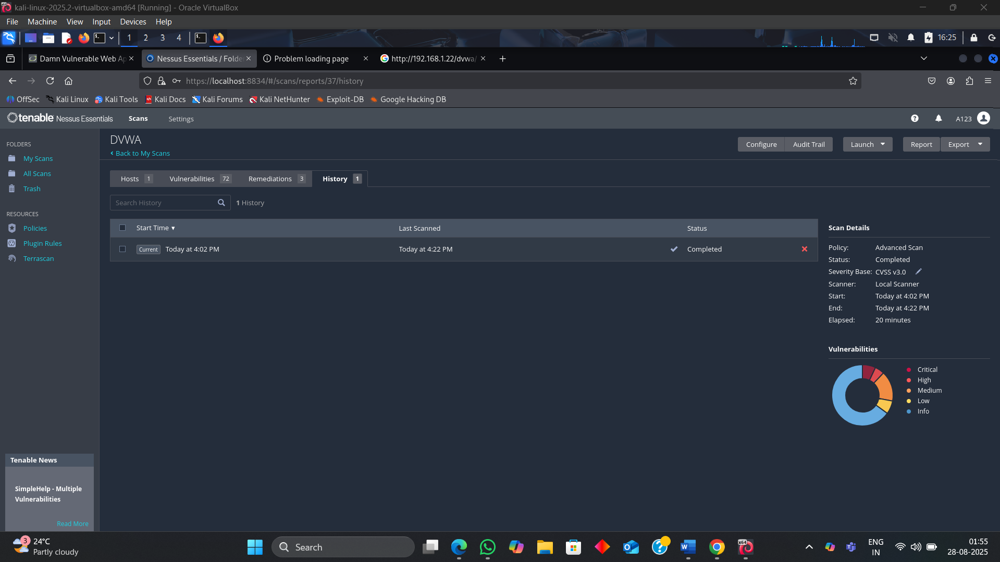 kali-linux-2025.2-virtualbox-amd64 [Running] - Oracle VirtualBox
File Machine View Input Devices Help
1 2 3 4 16:25
Damn Vulnerable Web Ap Nessus Essentials / Folde Problem loading page http://192.168.1.22/dvwa/
https://localhost:8834/#/scans/reports/37/history
OffSec Kali Linux Kali Tools Kali Docs Kali Forums Kali NetHunter Exploit-DB Google Hacking DB
tenable Nessus Essentials Scans Settings A123
FOLDERS
My Scans
All Scans
Trash
RESOURCES
Policies
Plugin Rules
Terrascan
Tenable News
SimpleHelp - Multiple
Vulnerabilities
Read More
DVWA
Back to My Scans
Configure Audit Trail Launch Report Export
Hosts 1 Vulnerabilities 72 Remediations 3 History 1
Search History 1 History
Start Time Last Scanned Status
Current Today at 4:02 PM Today at 4:22 PM Completed
Scan Details
Policy: Advanced Scan
Status: Completed
Severity Base: CVSS v3.0
Scanner: Local Scanner
Start: Today at 4:02 PM
End: Today at 4:22 PM
Elapsed: 20 minutes
Vulnerabilities
Critical
High
Medium
Low
Info
3 24°C
Partly cloudy
Search
ENG
IN
01:55
28-08-2025